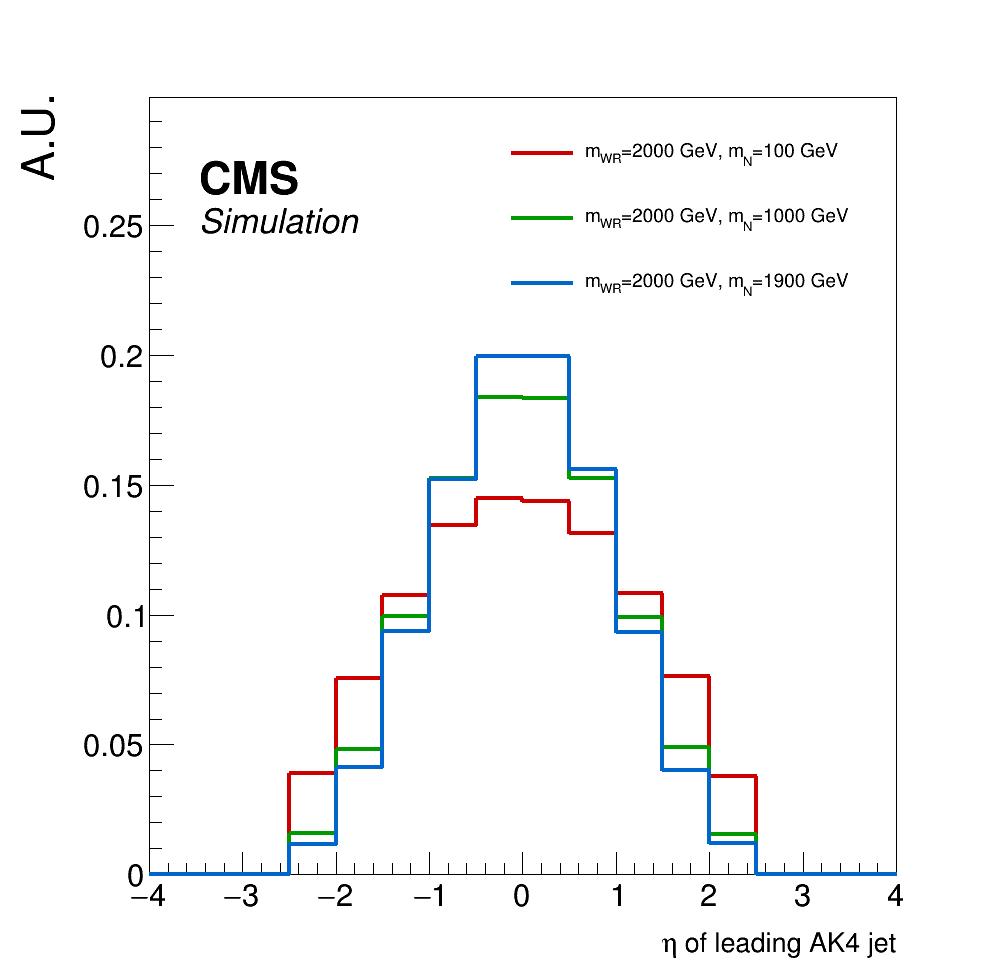 A.U.
CMS
Simulation
m_WR=2000 GeV, m_N=100 GeV
m_WR=2000 GeV, m_N=1000 GeV
m_WR=2000 GeV, m_N=1900 GeV
0.25
0.2
0.15
0.1
0.05
0
−4 −3 −2 −1 0 1 2 3 4
η of leading AK4 jet